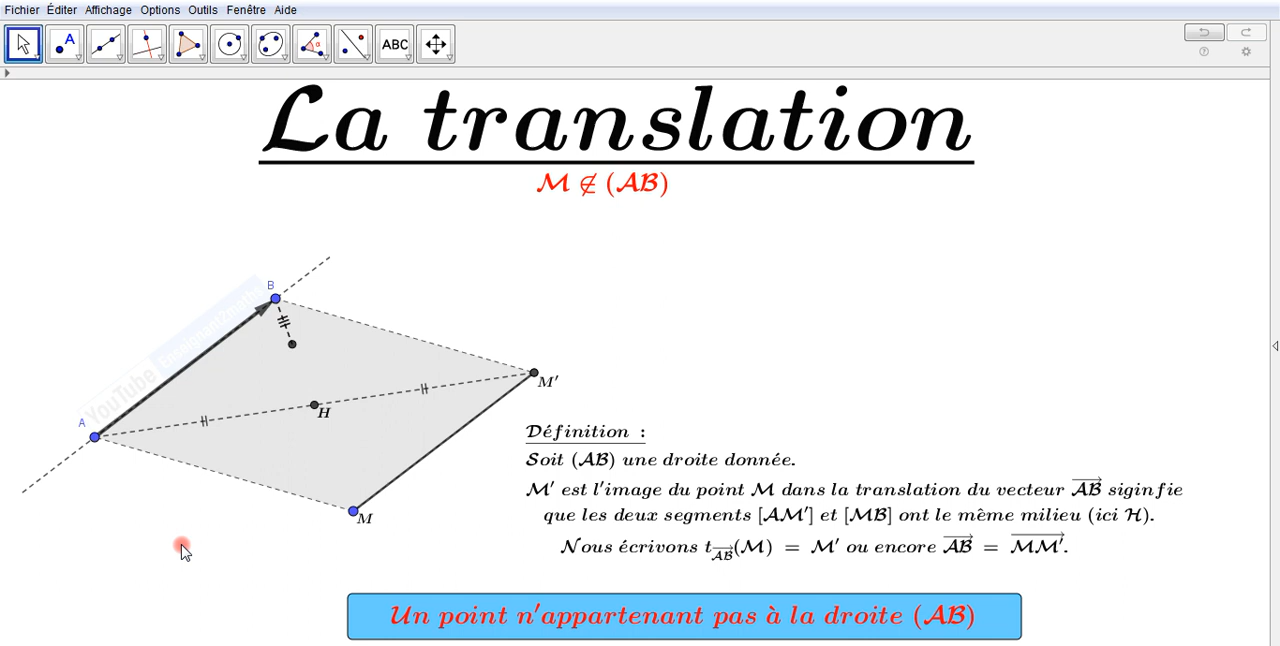 Fichier Éditer Affichage Options Outils Fenêtre Aide
A
α
ABC
La translation
M ∉ (AB)
B
YouTube Enseignant2maths
M'
H
A
M
Définition :
Soit (AB) une droite donnée.
M' est l'image du point M dans la translation du vecteur AB siginfie
que les deux segments [AM'] et [MB] ont le même milieu (ici H).
Nous écrivons t AB (M) = M' ou encore AB = MM'.
Un point n'appartenant pas à la droite (AB)